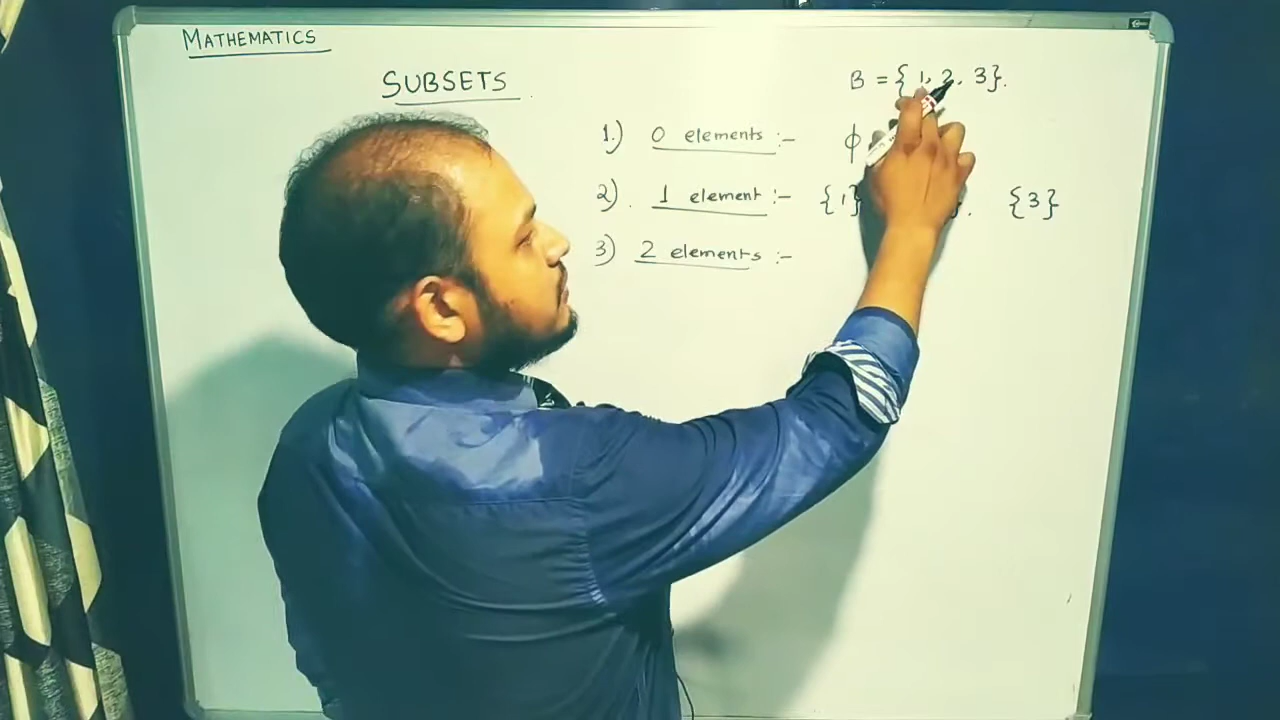 MATHEMATICS
SUBSETS
B = { 1, 2, 3}.
1.) 0 elements :- ϕ
2). 1 element :- {1} }. {3}
3) 2 elements :-